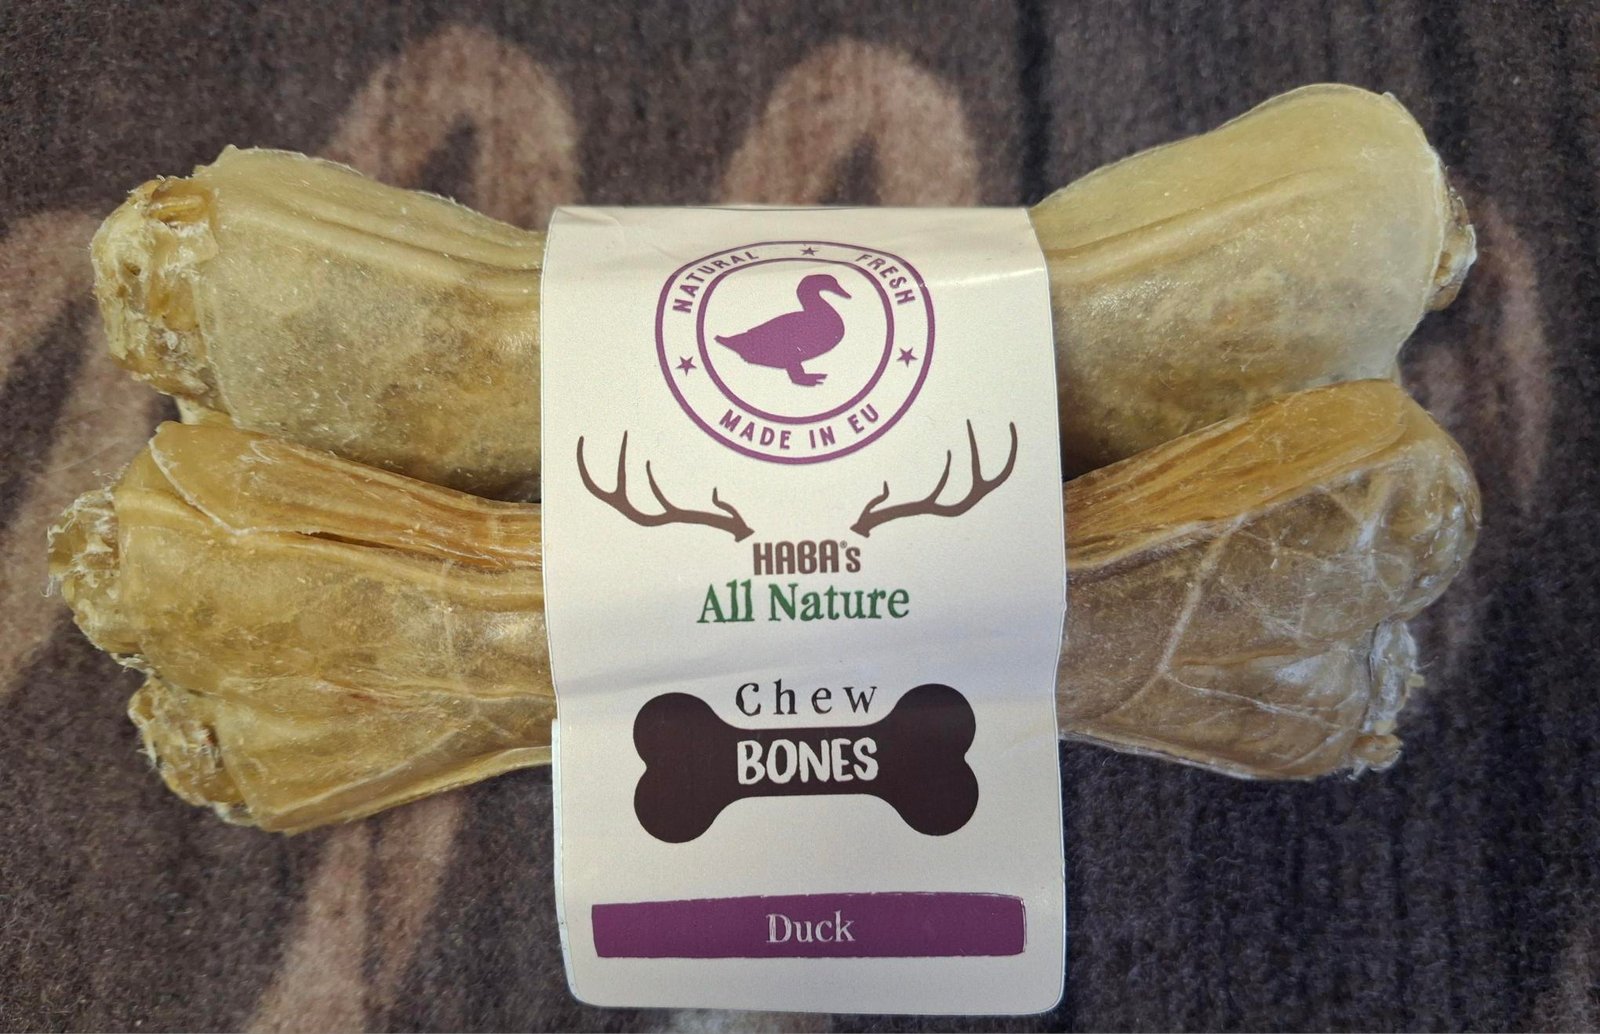 NATURAL ★ FRESH
★ MADE IN EU ★
HABA®s
All Nature
Chew
BONES
Duck